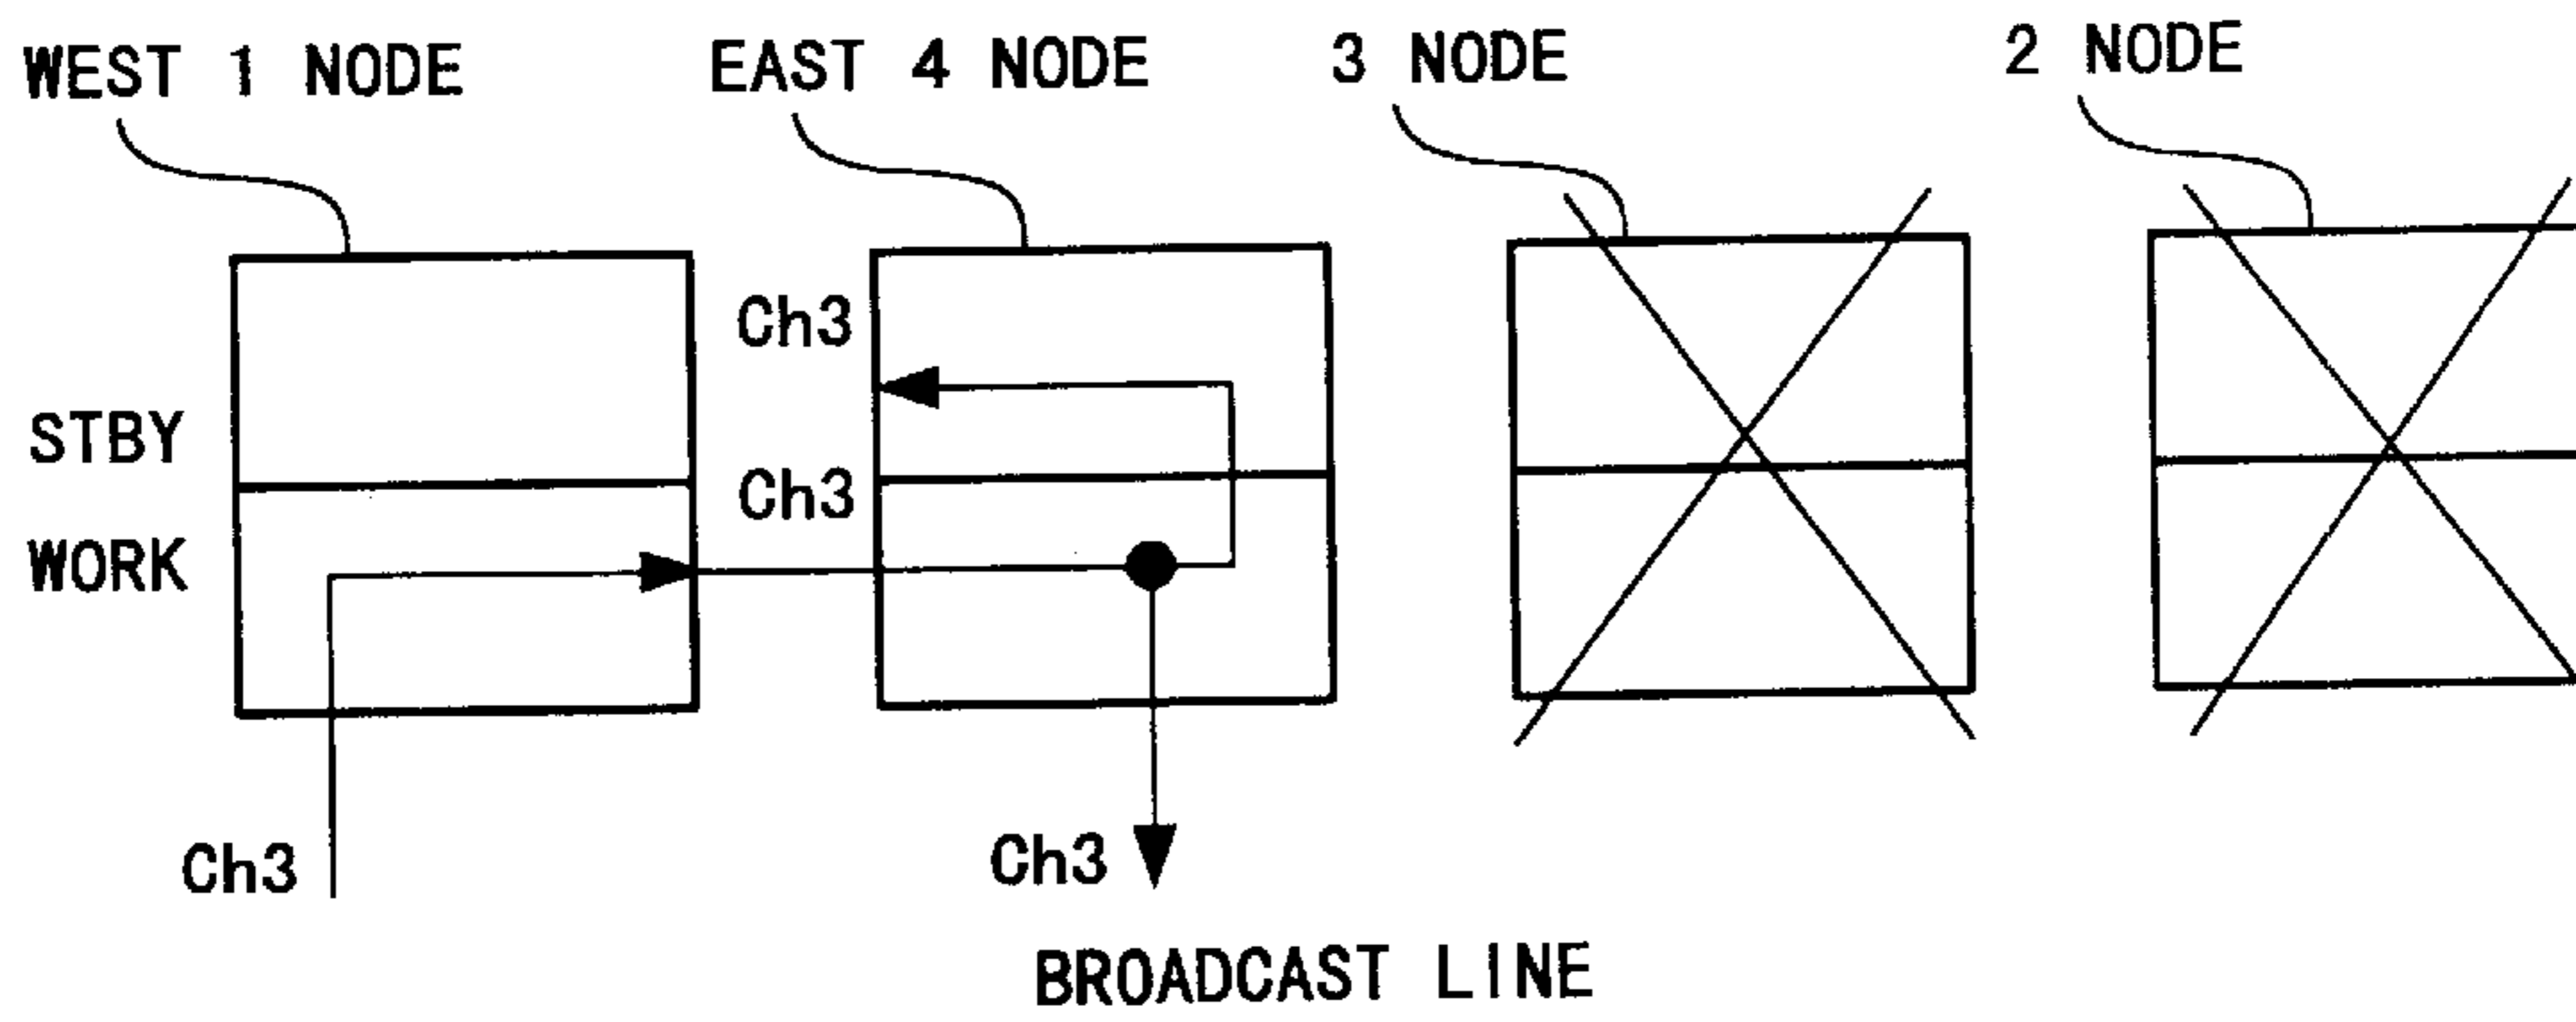 WEST 1 NODE
EAST 4 NODE
3 NODE
2 NODE
Ch3
STBY
Ch3
WORK
Ch3
Ch3
BROADCAST LINE